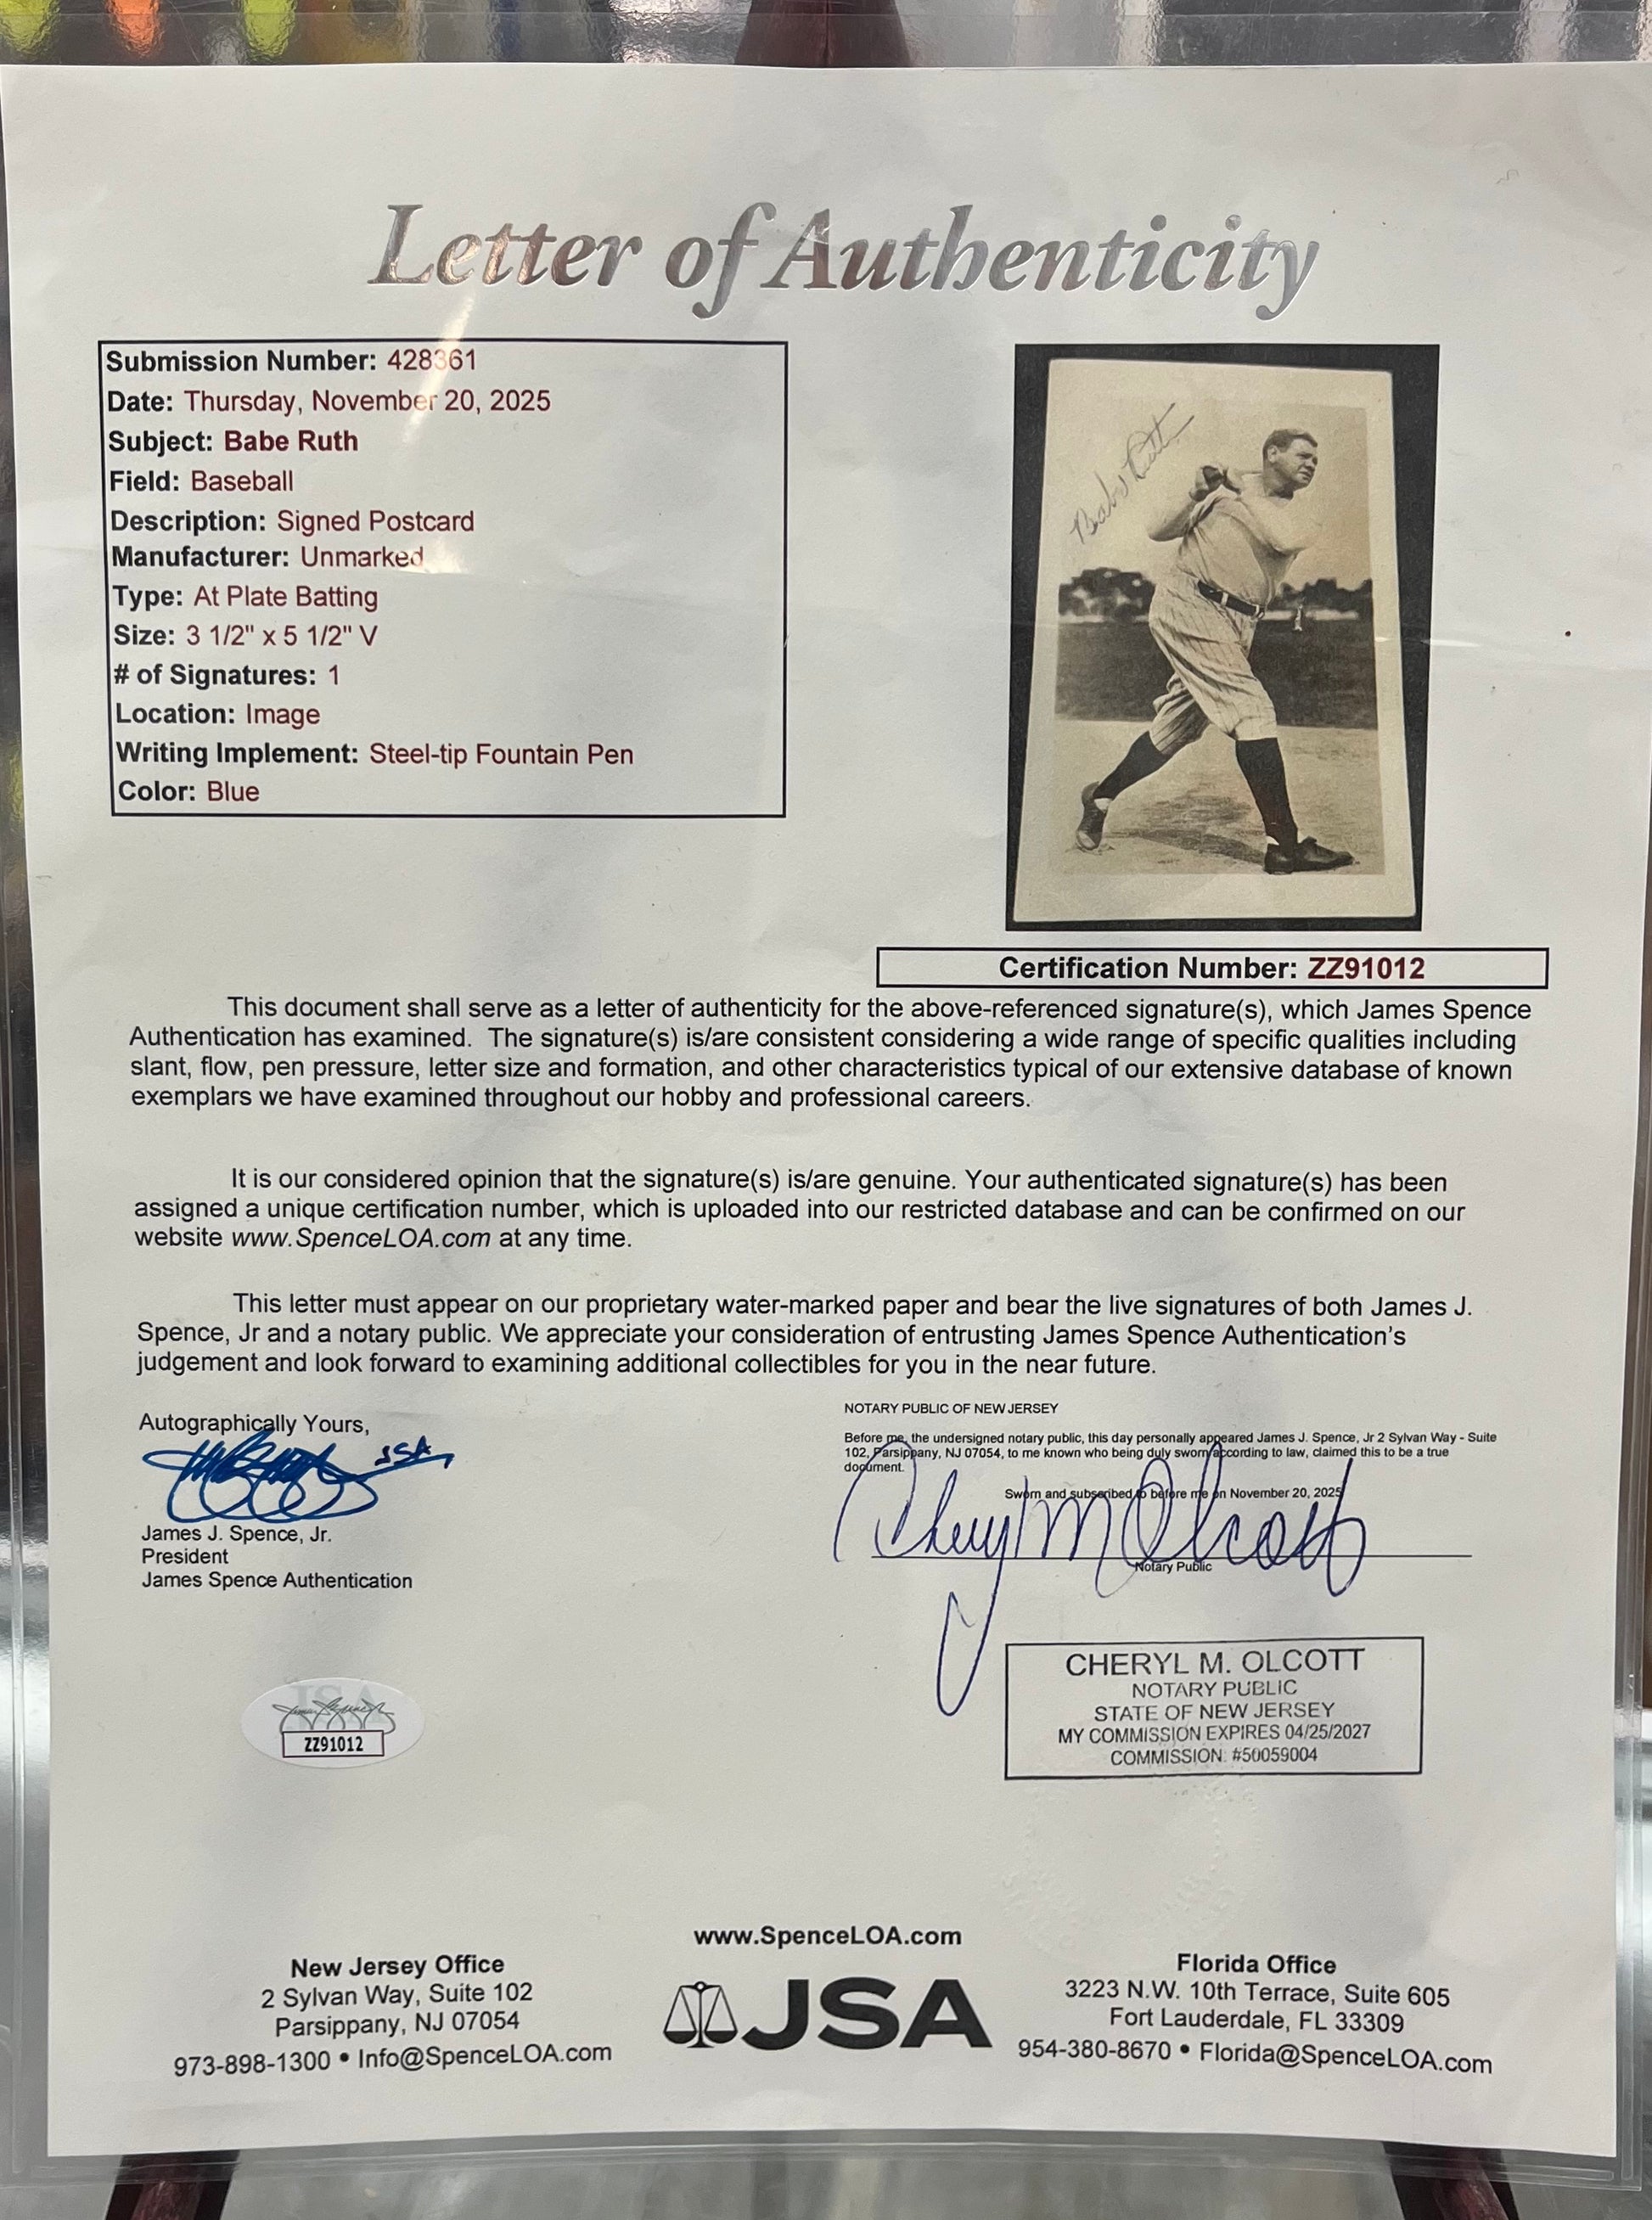 Letter of Authenticity
Submission Number: 428361
Date: Thursday, November 20, 2025
Subject: Babe Ruth
Field: Baseball
Description: Signed Postcard
Manufacturer: Unmarked
Type: At Plate Batting
Size: 3 1/2" x 5 1/2" V
# of Signatures: 1
Location: Image
Writing Implement: Steel-tip Fountain Pen
Color: Blue
Babe Ruth
Certification Number: ZZ91012
This document shall serve as a letter of authenticity for the above-referenced signature(s), which James Spence
Authentication has examined. The signature(s) is/are consistent considering a wide range of specific qualities including
slant, flow, pen pressure, letter size and formation, and other characteristics typical of our extensive database of known
exemplars we have examined throughout our hobby and professional careers.
It is our considered opinion that the signature(s) is/are genuine. Your authenticated signature(s) has been
assigned a unique certification number, which is uploaded into our restricted database and can be confirmed on our
website www.SpenceLOA.com at any time.
This letter must appear on our proprietary water-marked paper and bear the live signatures of both James J.
Spence, Jr and a notary public. We appreciate your consideration of entrusting James Spence Authentication's
judgement and look forward to examining additional collectibles for you in the near future.
Autographically Yours,
JSA
James J. Spence, Jr.
President
James Spence Authentication
NOTARY PUBLIC OF NEW JERSEY
Before me, the undersigned notary public, this day personally appeared James J. Spence, Jr 2 Sylvan Way - Suite
102, Parsippany, NJ 07054, to me known who being duly sworn according to law, claimed this to be a true
document.
Sworn and subscribed to before me on November 20, 2025
Cheryl M Olcott
Notary Public
CHERYL M. OLCOTT
NOTARY PUBLIC
STATE OF NEW JERSEY
MY COMMISSION EXPIRES 04/25/2027
COMMISSION: #50059004
JSA
ZZ91012
www.SpenceLOA.com
New Jersey Office
2 Sylvan Way, Suite 102
Parsippany, NJ 07054
973-898-1300 • Info@SpenceLOA.com
JSA
Florida Office
3223 N.W. 10th Terrace, Suite 605
Fort Lauderdale, FL 33309
954-380-8670 • Florida@SpenceLOA.com